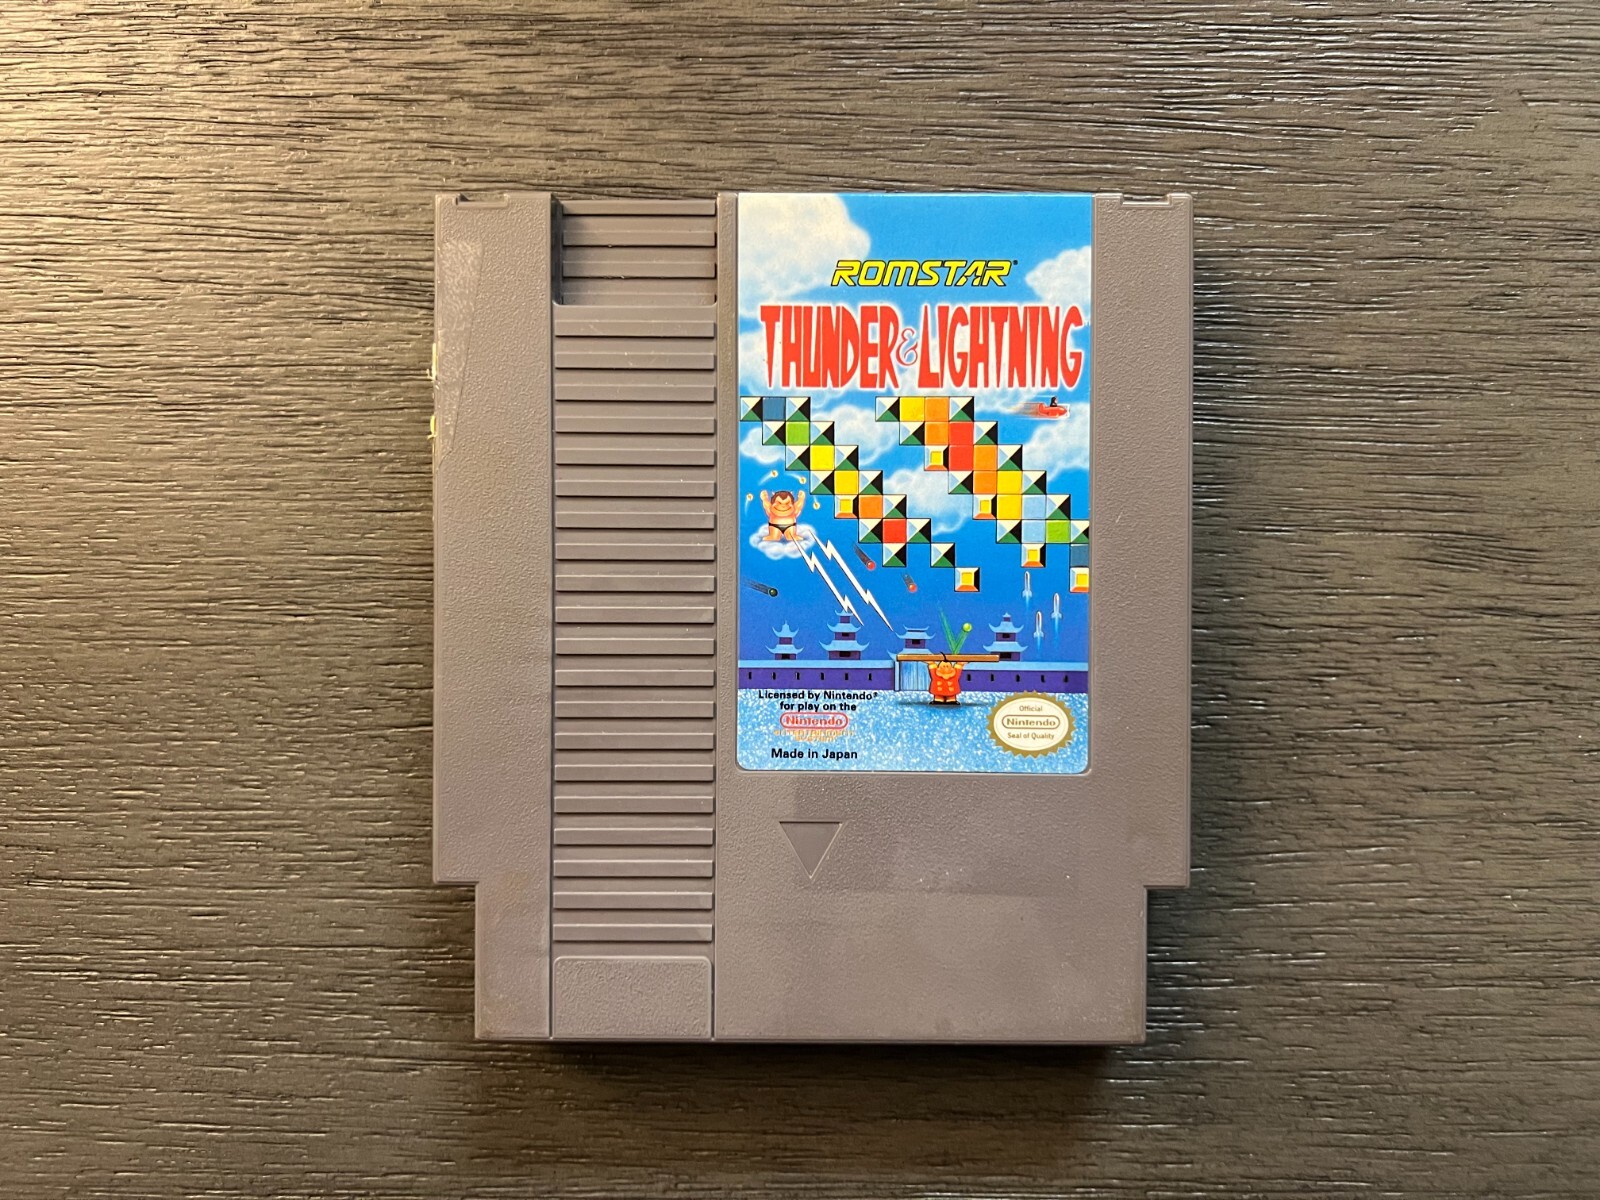 ROMSTAR®
THUNDER & LIGHTNING
Licensed by Nintendo®
for play on the
Nintendo
Made in Japan
Official
Nintendo
Seal of Quality